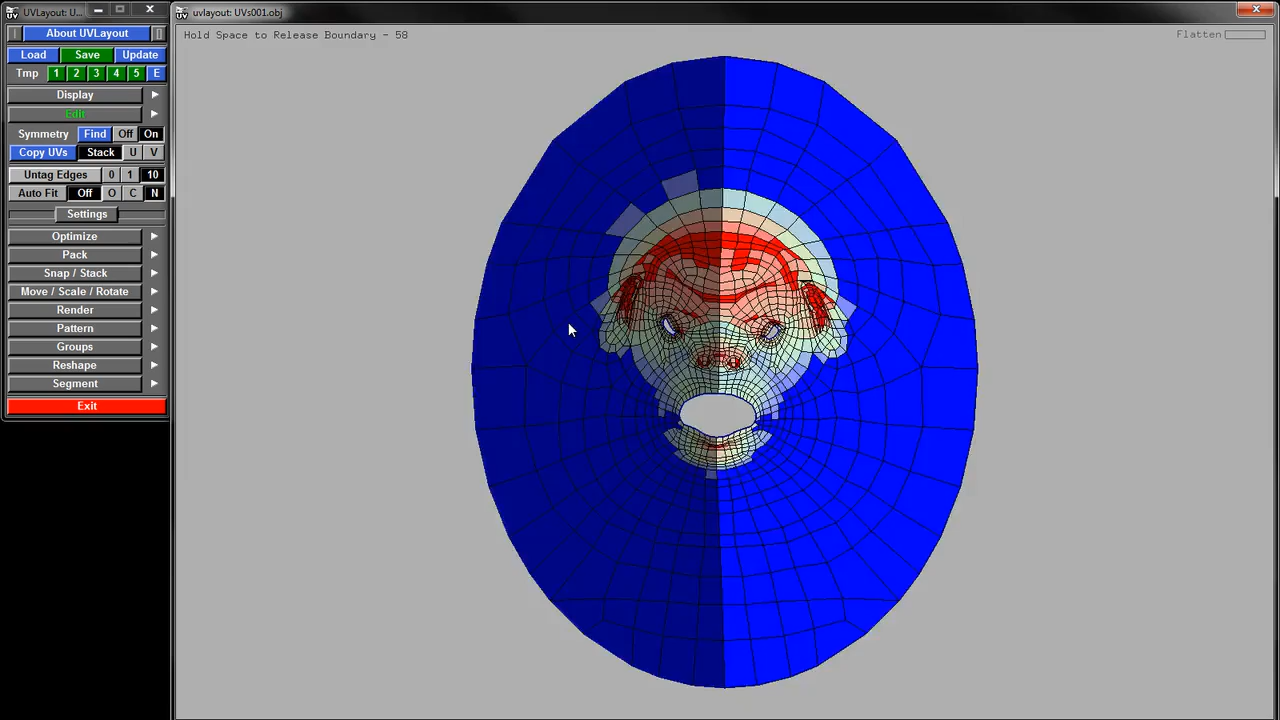 UVLayout: U...
uvlayout: UVs001.obj
About UVLayout
Load Save Update
Tmp 1 2 3 4 5 E
Display
Edit
Symmetry Find Off On
Copy UVs Stack U V
Untag Edges 0 1 10
Auto Fit Off O C N
Settings
Optimize
Pack
Snap / Stack
Move / Scale / Rotate
Render
Pattern
Groups
Reshape
Segment
Exit
Hold Space to Release Boundary - 58
Flatten